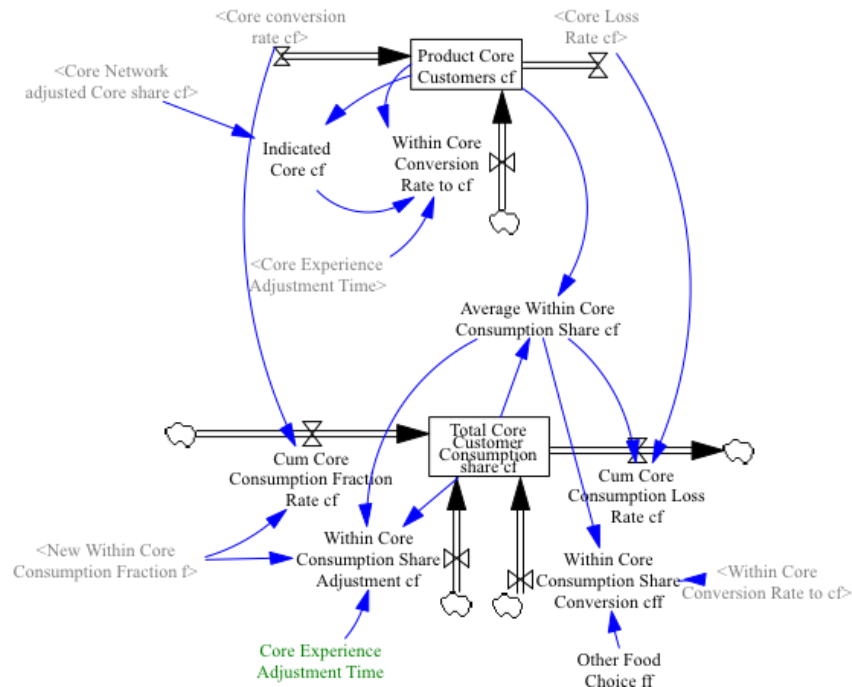 <Core conversion
rate cf>
<Core Loss
Rate cf>
Product Core
Customers cf
<Core Network
adjusted Core share cf>
Indicated
Core cf
Within Core
Conversion
Rate to cf
<Core Experience
Adjustment Time>
Average Within Core
Consumption Share cf
Total Core
Customer
Consumption
share cf
Cum Core
Consumption Fraction
Rate cf
Cum Core
Consumption Loss
Rate cf
<New Within Core
Consumption Fraction f>
Within Core
Consumption Share
Adjustment cf
Within Core
Consumption Share
Conversion cff
<Within Core
Conversion Rate to cf>
Core Experience
Adjustment Time
Other Food
Choice ff